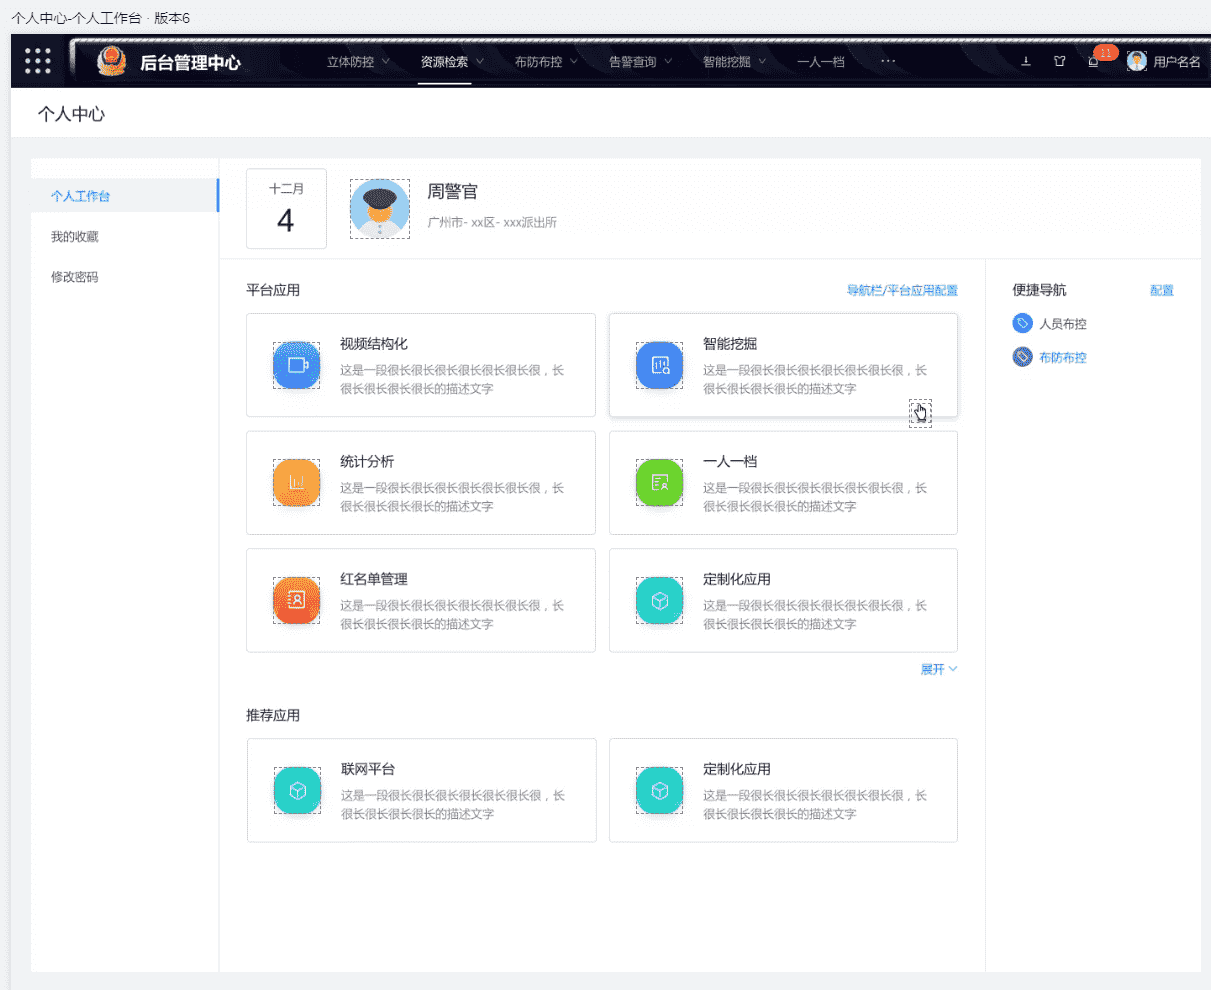 个人中心-个人工作台 · 版本6
后台管理中心 立体防控 资源检索 布防布控 告警查询 智能挖掘 一人一档 ··· 11 用户名名
个人中心
个人工作台
我的收藏
修改密码
十二月
4
周警官
广州市- xx区- xxx派出所
平台应用 导航栏/平台应用配置
视频结构化
这是一段很长很长很长很长很长很，长
很长很长很长很长的描述文字
智能挖掘
这是一段很长很长很长很长很长很，长
很长很长很长很长的描述文字
统计分析
这是一段很长很长很长很长很长很，长
很长很长很长很长的描述文字
一人一档
这是一段很长很长很长很长很长很，长
很长很长很长很长的描述文字
红名单管理
这是一段很长很长很长很长很长很，长
很长很长很长很长的描述文字
定制化应用
这是一段很长很长很长很长很长很，长
很长很长很长很长的描述文字
展开
推荐应用
联网平台
这是一段很长很长很长很长很长很，长
很长很长很长很长的描述文字
定制化应用
这是一段很长很长很长很长很长很，长
很长很长很长很长的描述文字
便捷导航 配置
人员布控
布防布控